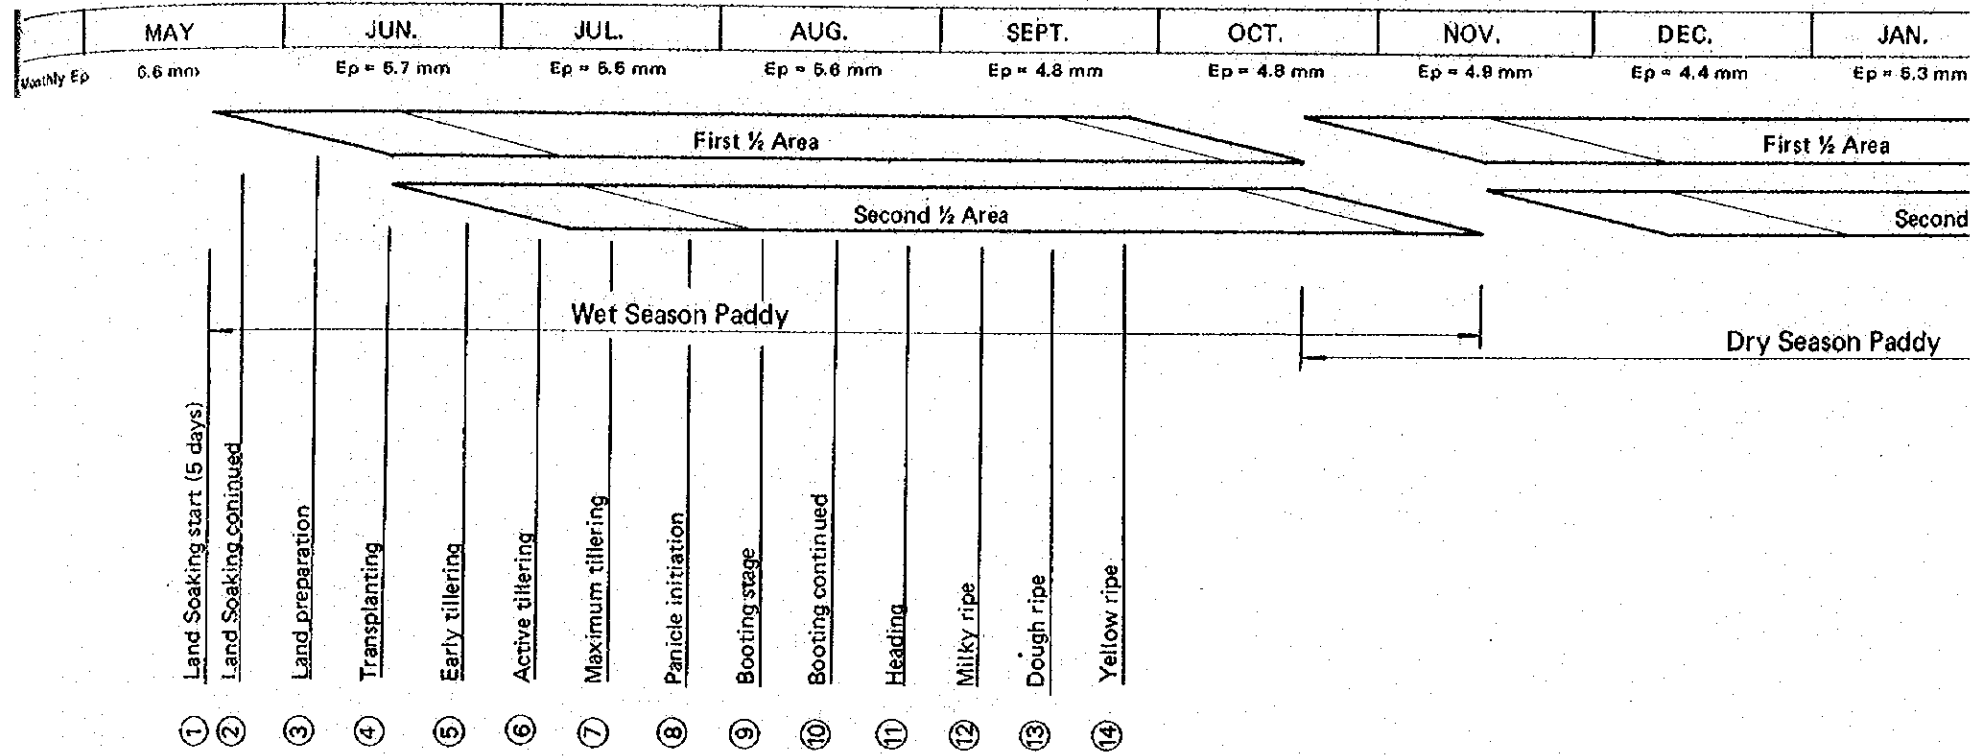 MAY JUN. JUL. AUG. SEPT. OCT. NOV. DEC. JAN.
Monthly Ep 6.6 mm Ep = 5.7 mm Ep = 5.5 mm Ep = 5.6 mm Ep = 4.8 mm Ep = 4.8 mm Ep = 4.9 mm Ep = 4.4 mm Ep = 5.3 mm
First ½ Area
First ½ Area
Second ½ Area
Second
Wet Season Paddy
Dry Season Paddy
① Land Soaking start (5 days)
② Land Soaking coninued
③ Land preparation
④ Transplanting
⑤ Early tillering
⑥ Active tillering
⑦ Maximum tillering
⑧ Panicle initiation
⑨ Booting stage
⑩ Booting continued
⑪ Heading
⑫ Milky ripe
⑬ Dough ripe
⑭ Yellow ripe